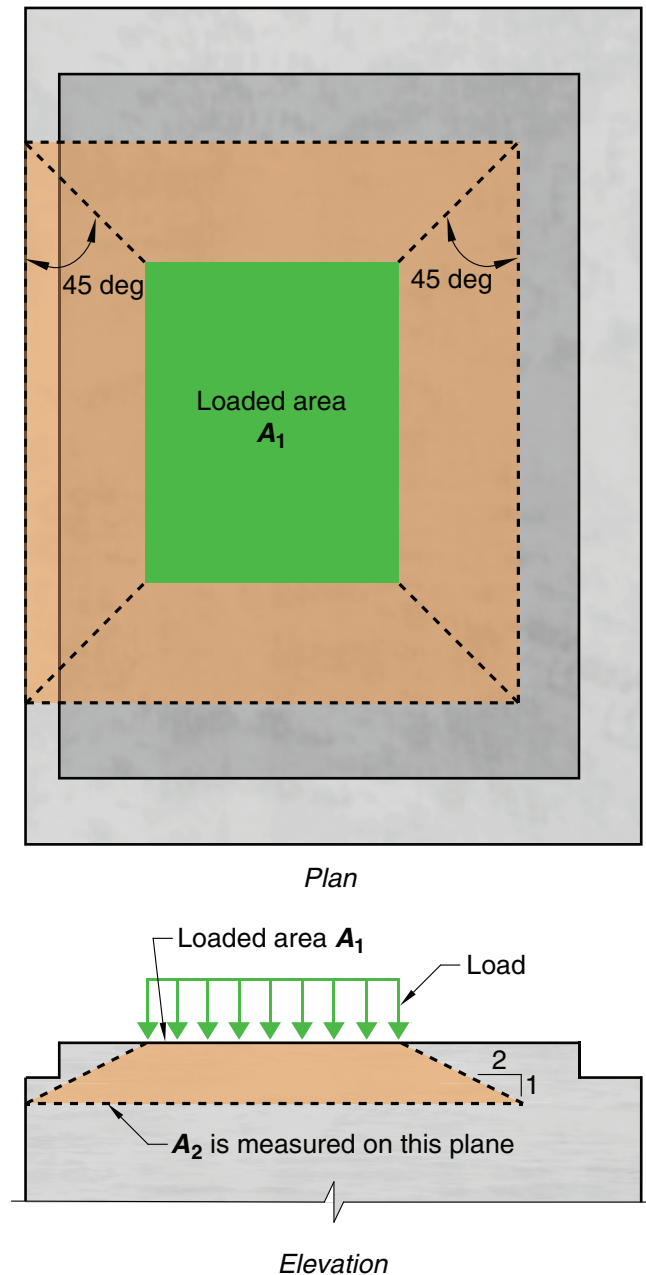 45 deg
45 deg
Loaded area
A1
Plan
Loaded area A1
Load
2
1
A2 is measured on this plane
Elevation